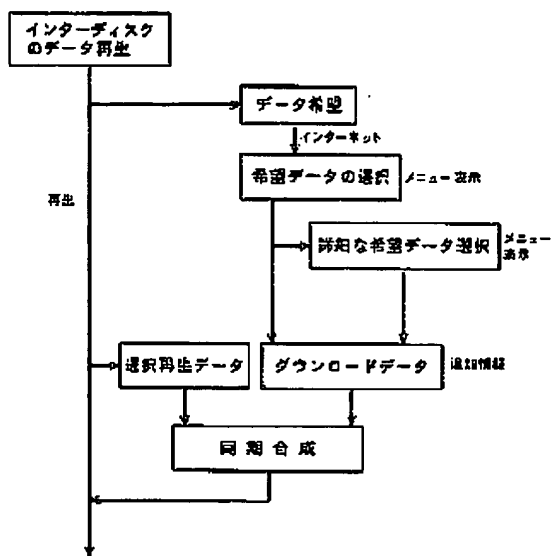 インターディスク
のデータ再生
データ希望
インターネット
希望データの選択
メニュー表示
再生
詳細な希望データ選択
メニュー
表示
選択再生データ
ダウンロードデータ
追加情報
同期合成